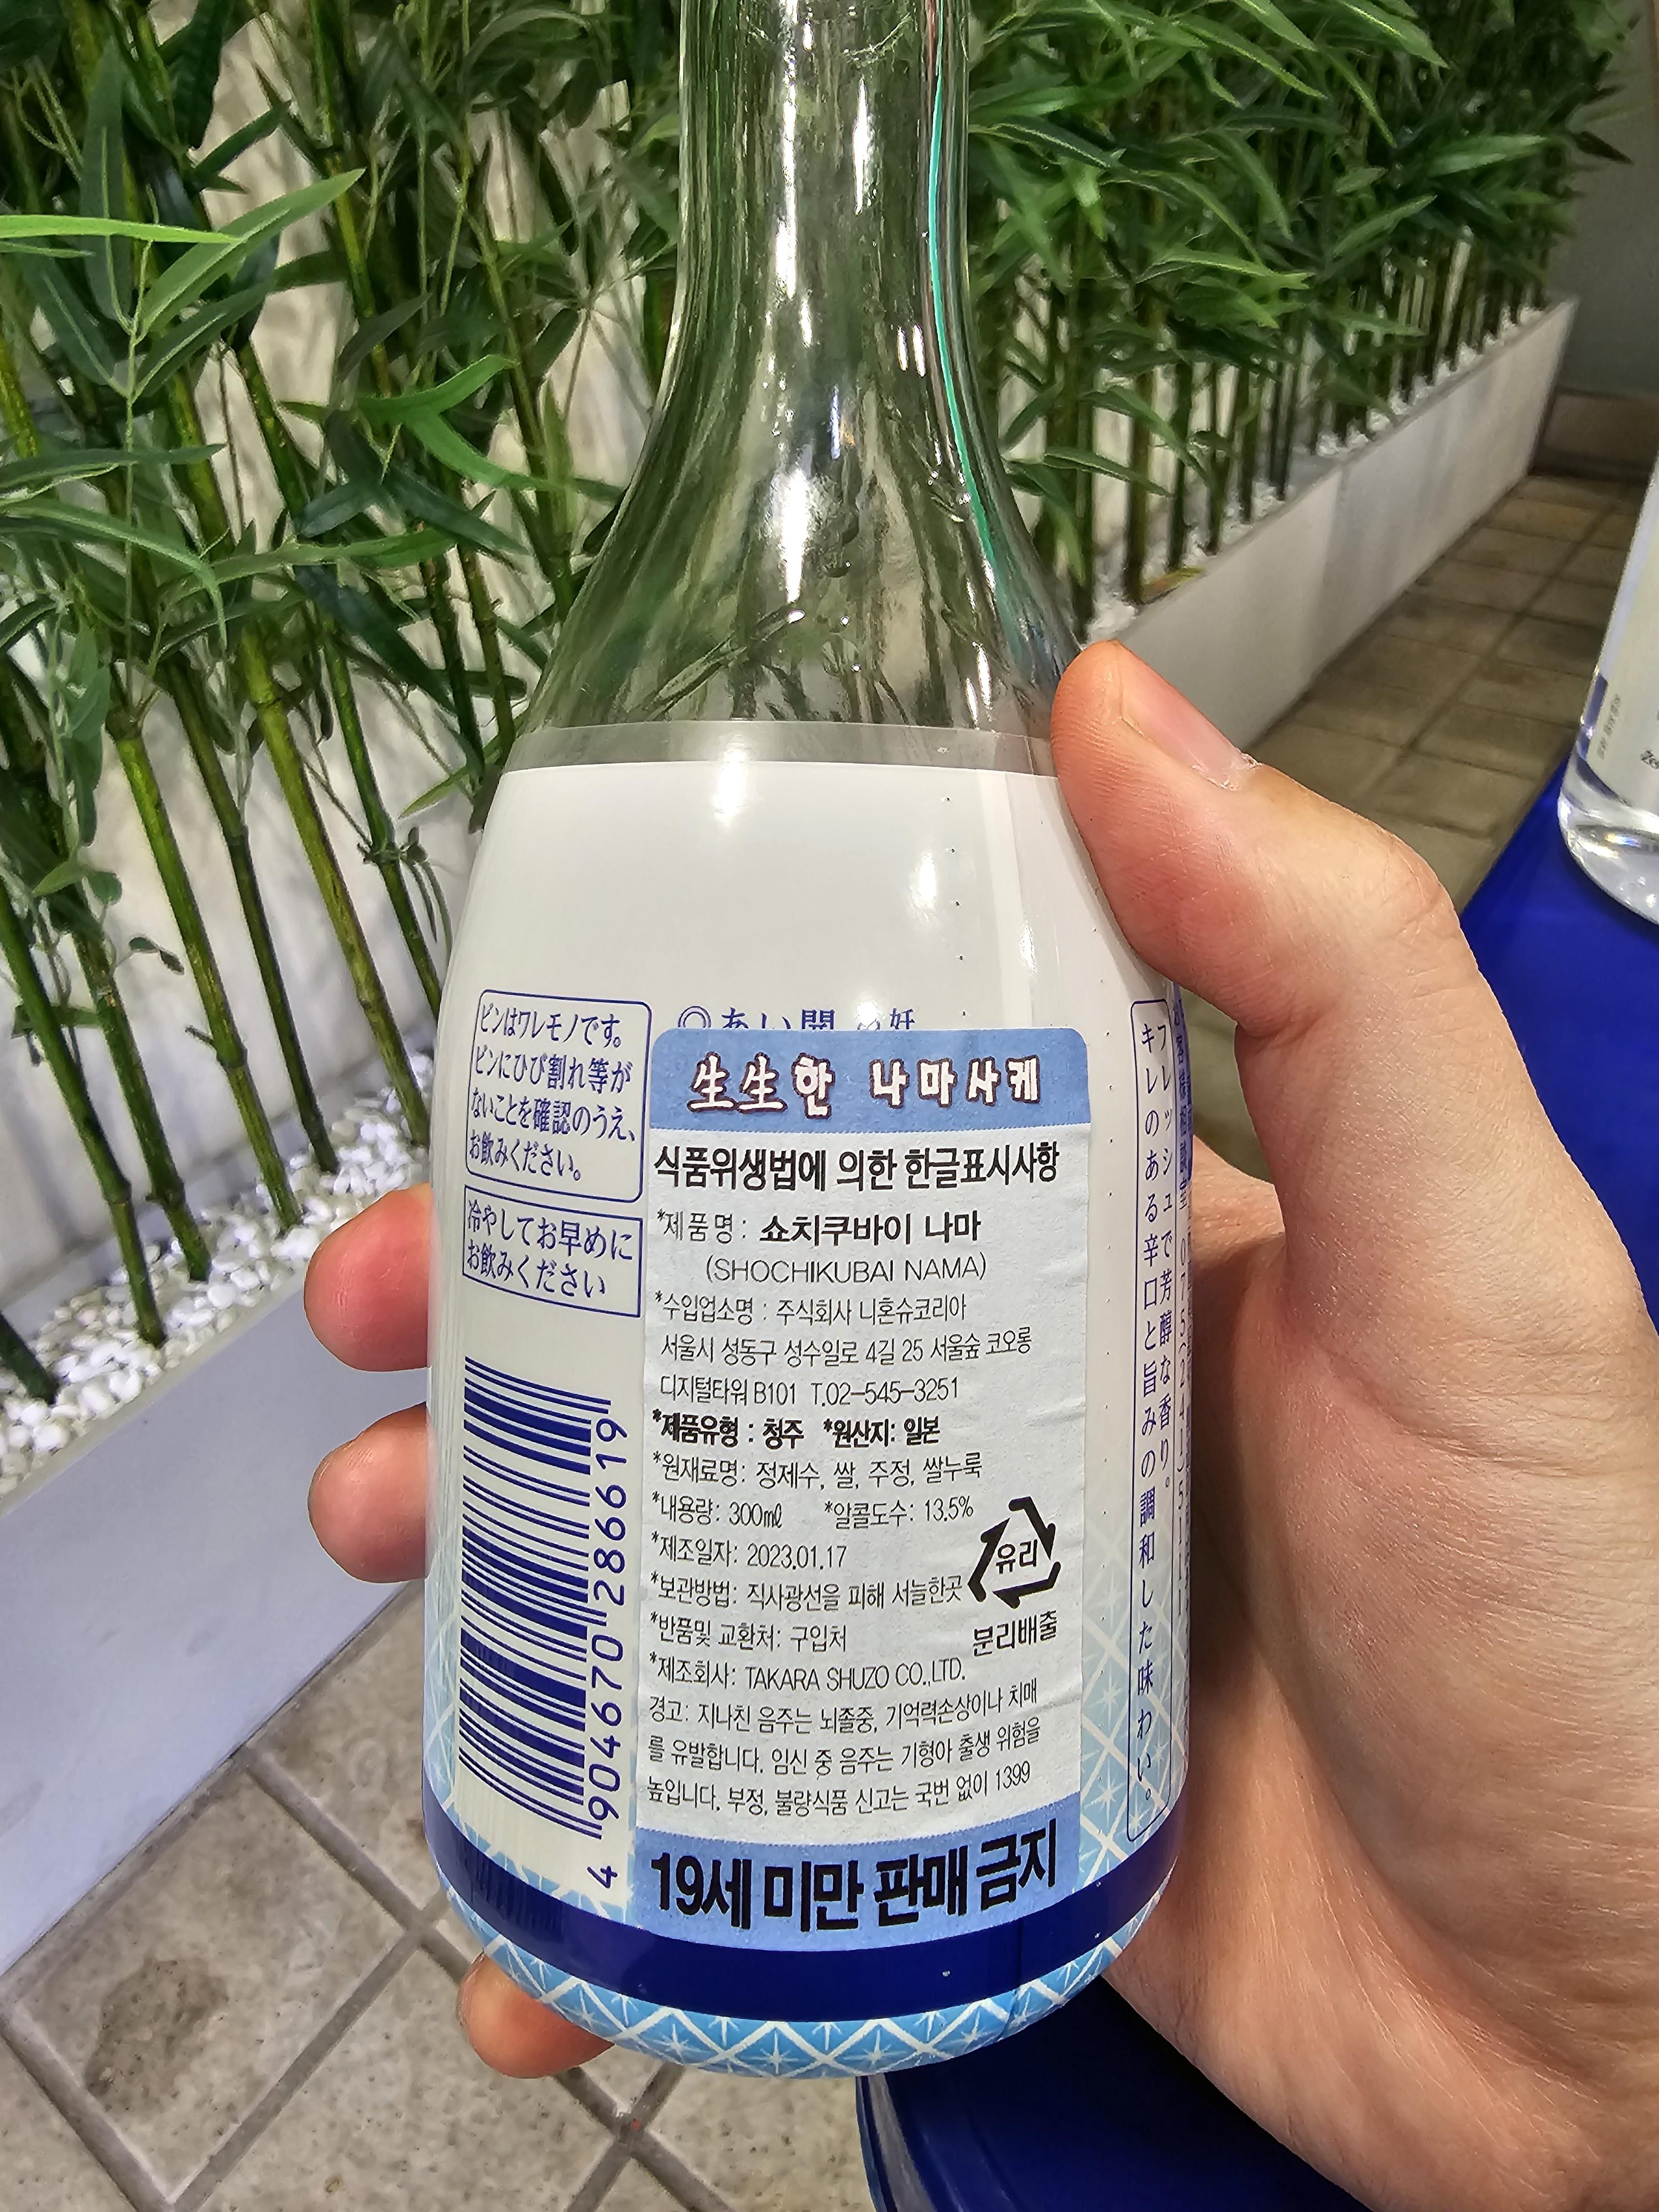 ビンはワレモノです。
ビンにひび割れ等が
ないことを確認のうえ、
お飲みください。
冷やしてお早めに
お飲みください
4 904670 286619
生生한 나마사케
식품위생법에 의한 한글표시사항
*제품명: 쇼치쿠바이 나마
(SHOCHIKUBAI NAMA)
*수입업소명 : 주식회사 니혼슈코리아
서울시 성동구 성수일로 4길 25 서울숲 코오롱
디지털타워 B101 T.02-545-3251
*제품유형 : 청주 *원산지: 일본
*원재료명: 정제수, 쌀, 주정, 쌀누룩
*내용량: 300㎖ *알콜도수: 13.5%
*제조일자: 2023.01.17
*보관방법: 직사광선을 피해 서늘한곳
*반품및 교환처: 구입처
*제조회사: TAKARA SHUZO CO.,LTD.
유리
분리배출
경고: 지나친 음주는 뇌졸중, 기억력손상이나 치매
를 유발합니다. 임신 중 음주는 기형아 출생 위험을
높입니다. 부정, 불량식품 신고는 국번 없이 1399
19세 미만 판매 금지
フレッシュで芳醇な香り。
キレのある辛口と旨みの調和した味わい。